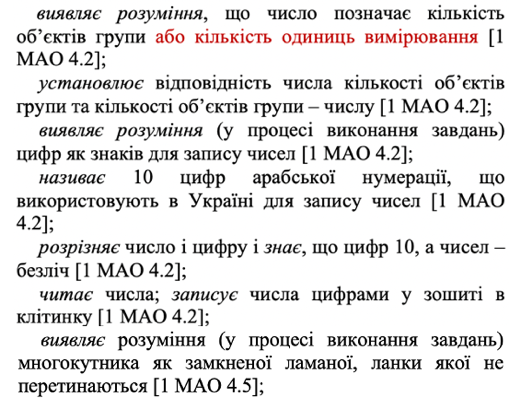 виявляє розуміння, що число позначає кількість
об’єктів групи або кількість одиниць вимірювання [1
МАО 4.2];
установлює відповідність числа кількості об’єктів
групи та кількості об’єктів групи – числу [1 МАО 4.2];
виявляє розуміння (у процесі виконання завдань)
цифр як знаків для запису чисел [1 МАО 4.2];
називає 10 цифр арабської нумерації, що
використовують в Україні для запису чисел [1 МАО
4.2];
розрізняє число і цифру і знає, що цифр 10, а чисел –
безліч [1 МАО 4.2];
читає числа; записує числа цифрами у зошиті в
клітинку [1 МАО 4.2];
виявляє розуміння (у процесі виконання завдань)
многокутника як замкненої ламаної, ланки якої не
перетинаються [1 МАО 4.5];